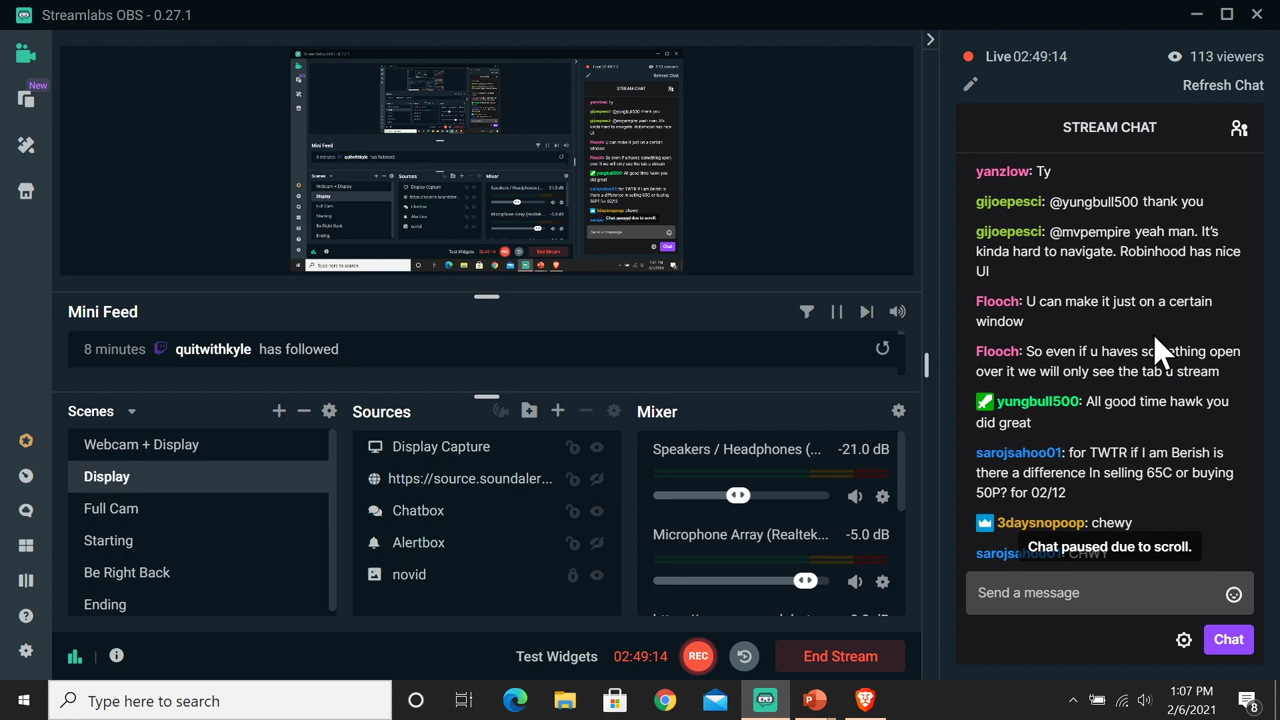 Streamlabs OBS - 0.27.1
New
Live 02:49:14
113 viewers
Refresh Chat
STREAM CHAT
yanzlow: Ty
gijoepesci: @yungbull500 thank you
gijoepesci: @mvpempire yeah man. It's
kinda hard to navigate. Robinhood has nice
UI
Flooch: U can make it just on a certain
window
Flooch: So even if u haves something open
over it we will only see the tab u stream
yungbull500: All good time hawk you
did great
sarojsahoo01: for TWTR if I am Berish is
there a difference In selling 65C or buying
50P? for 02/12
3daysnopoop: chewy
Chat paused due to scroll.
Send a message
Chat
Mini Feed
8 minutes quitwithkyle has followed
Scenes
Webcam + Display
Display
Full Cam
Starting
Be Right Back
Ending
Sources
Display Capture
https://source.soundaler...
Chatbox
Alertbox
novid
Mixer
Speakers / Headphones (... -21.0 dB
Microphone Array (Realtek... -5.0 dB
Test Widgets 02:49:14 REC End Stream
Type here to search
1:07 PM
2/6/2021
8